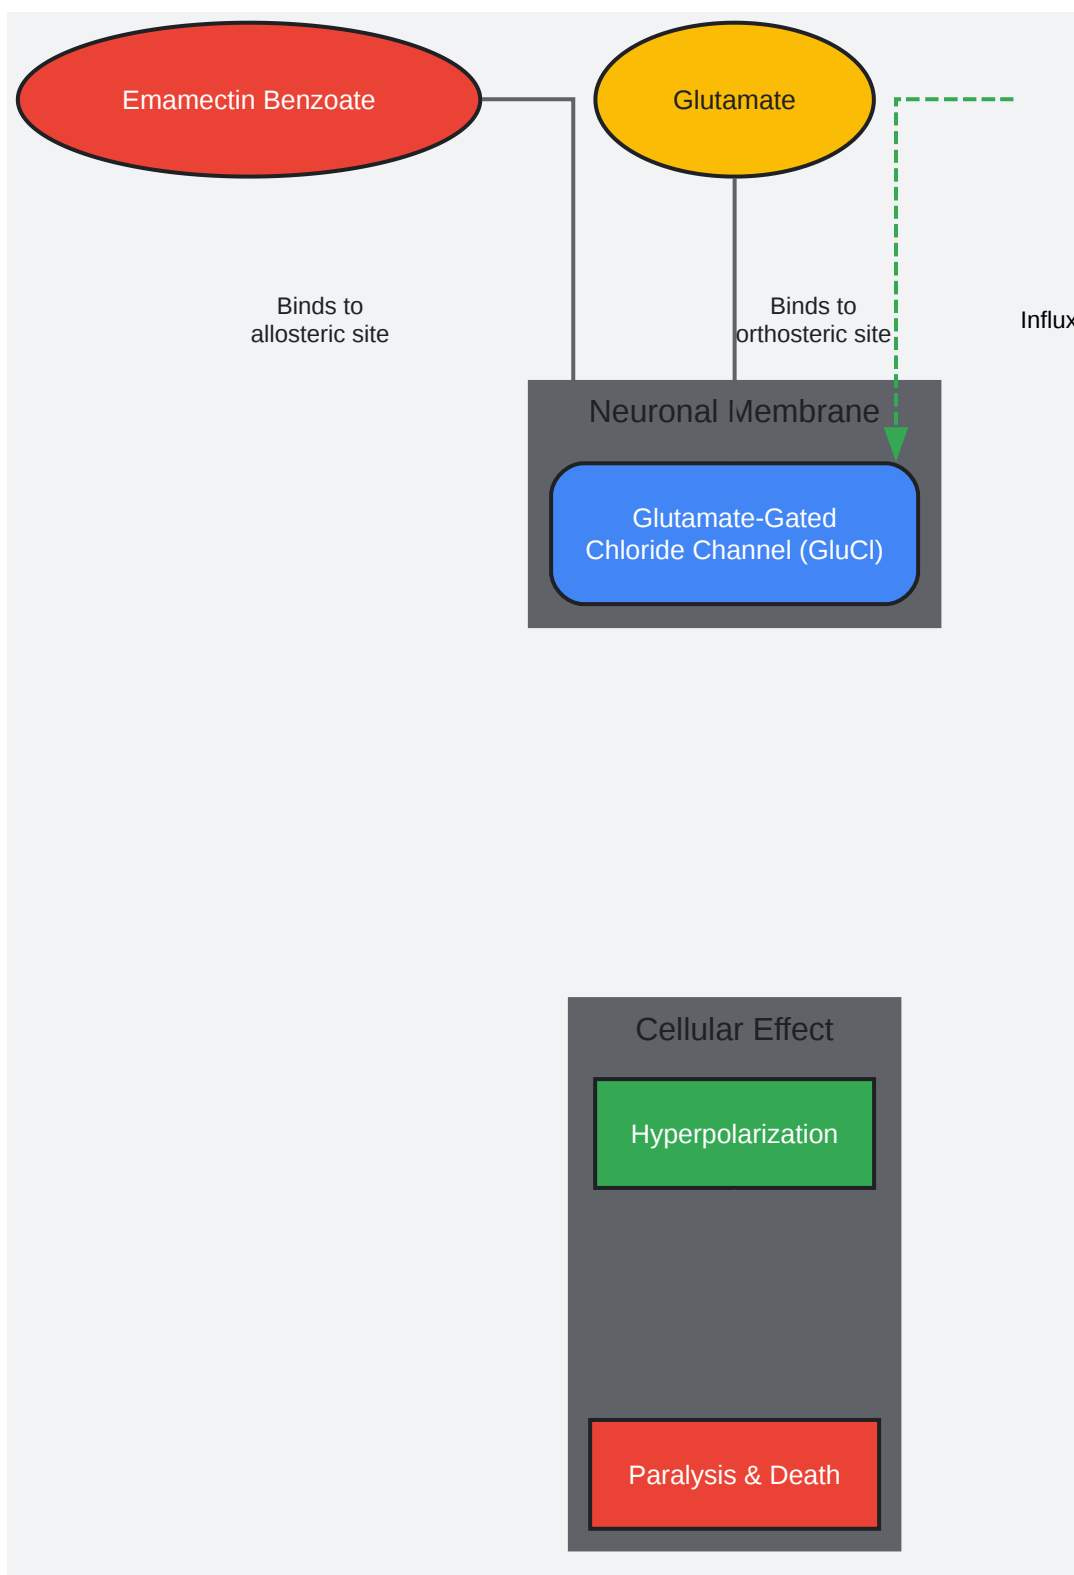 Emamectin Benzoate
Glutamate
Binds to
allosteric site
Binds to
orthosteric site
Influx
Neuronal Membrane
Glutamate-Gated
Chloride Channel (GluCl)
Cellular Effect
Hyperpolarization
Paralysis & Death